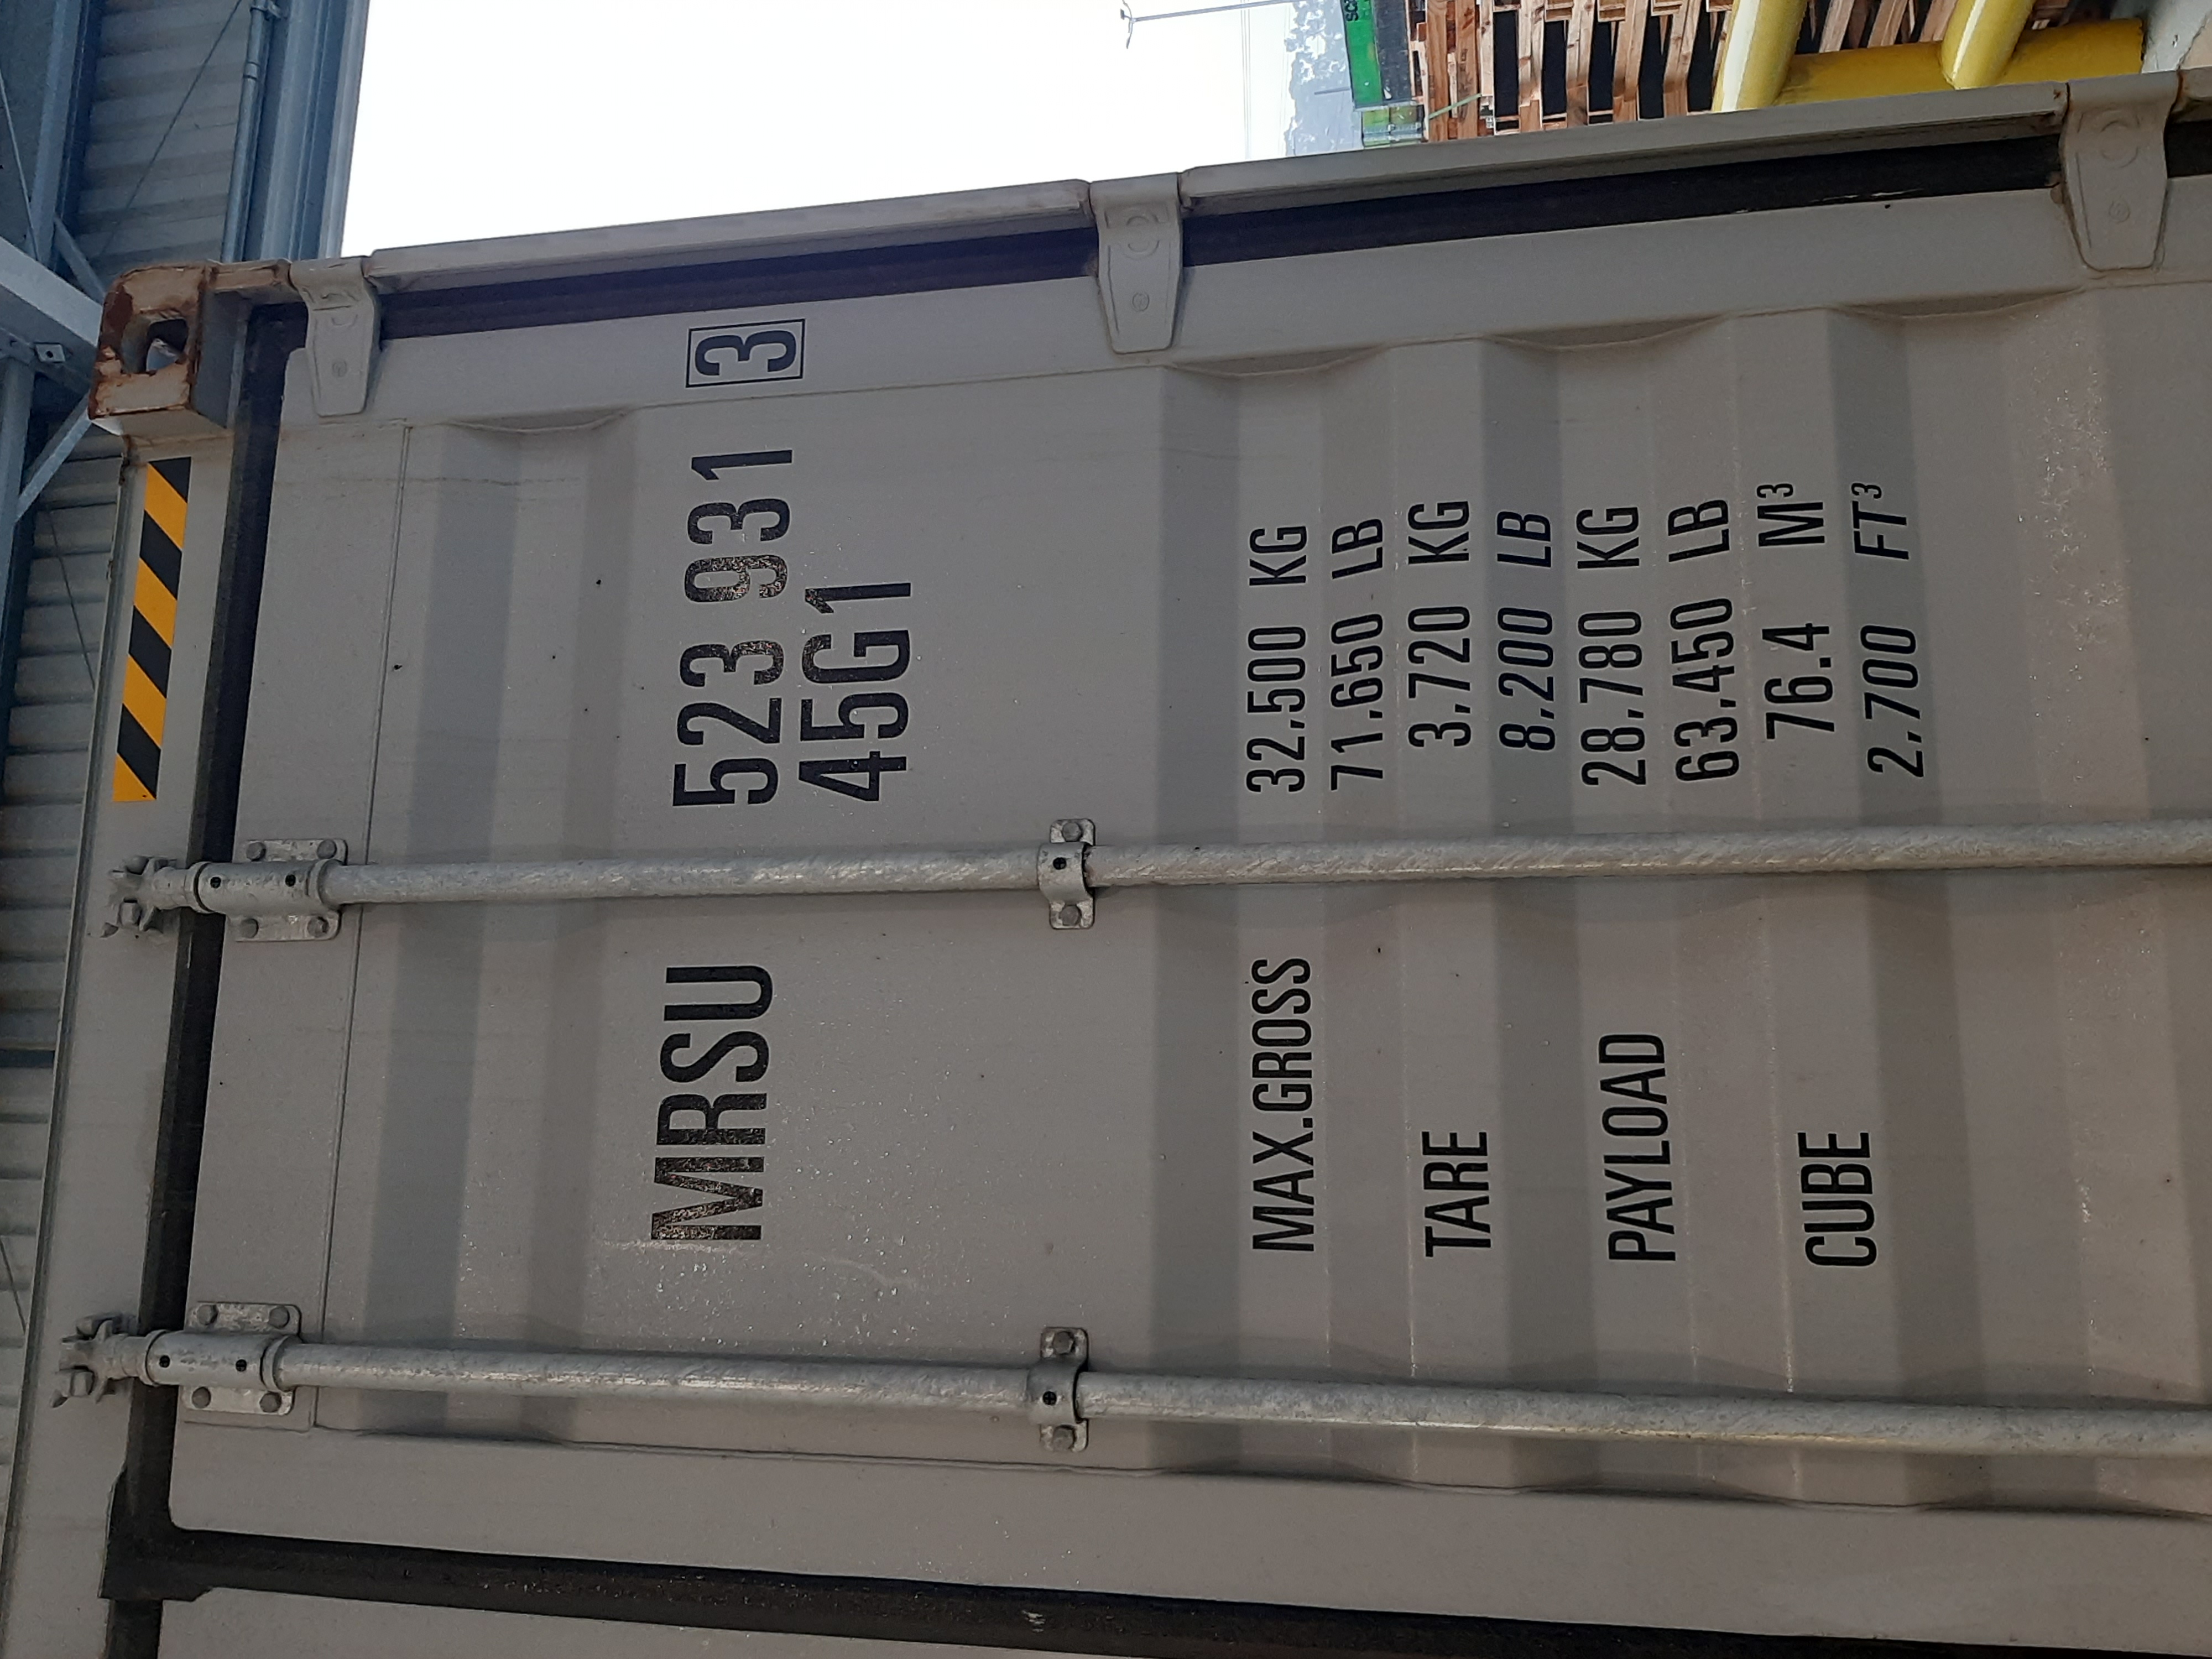 MRSU 523 931 3
45G1
MAX.GROSS 32.500 KG
71.650 LB
TARE 3.720 KG
8.200 LB
PAYLOAD 28.780 KG
63.450 LB
CUBE 76.4 M³
2.700 FT³